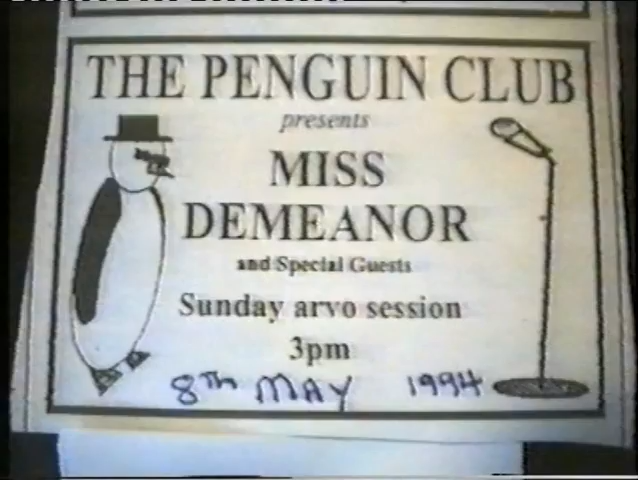 THE PENGUIN CLUB
presents
MISS
DEMEANOR
and Special Guests
Sunday arvo session
3pm
8TH MAY 1994